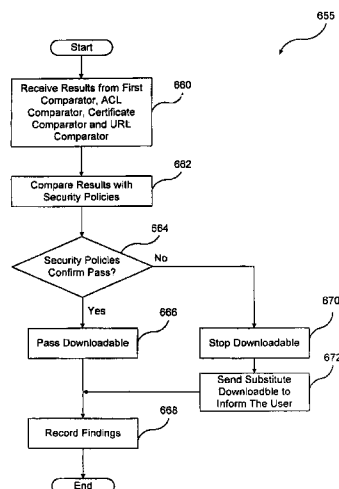 655
Start
660
Receive Results from First
Comparator, ACL
Comparator, Certificate
Comparator and URL
Comparator
662
Compare Results with
Security Policies
664
Security Policies
Confirm Pass?
No
Yes
666
Pass Downloadable
670
Stop Downloadable
672
Send Substitute
Downloadble to
Inform The User
668
Record Findings
End